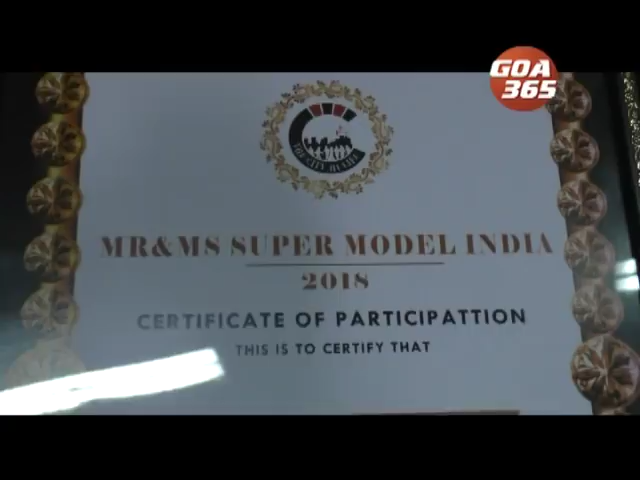 GOA
365
MR&MS SUPER MODEL INDIA
2018
CERTIFICATE OF PARTICIPATTION
THIS IS TO CERTIFY THAT